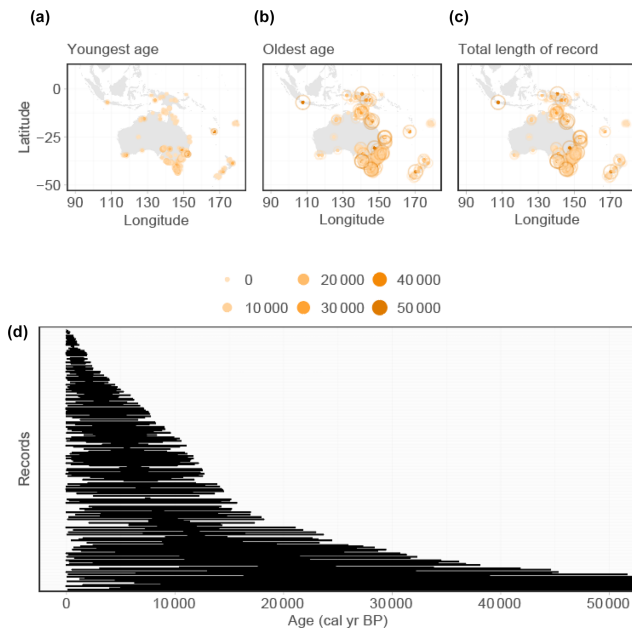 (a) (b) (c)
Youngest age Oldest age Total length of record
Latitude
0
−25
−50
90 110 130 150 170 90 110 130 150 170 90 110 130 150 170
Longitude Longitude Longitude
0 20 000 40 000
10 000 30 000 50 000
(d)
Records
0 10 000 20 000 30 000 40 000 50 000
Age (cal yr BP)